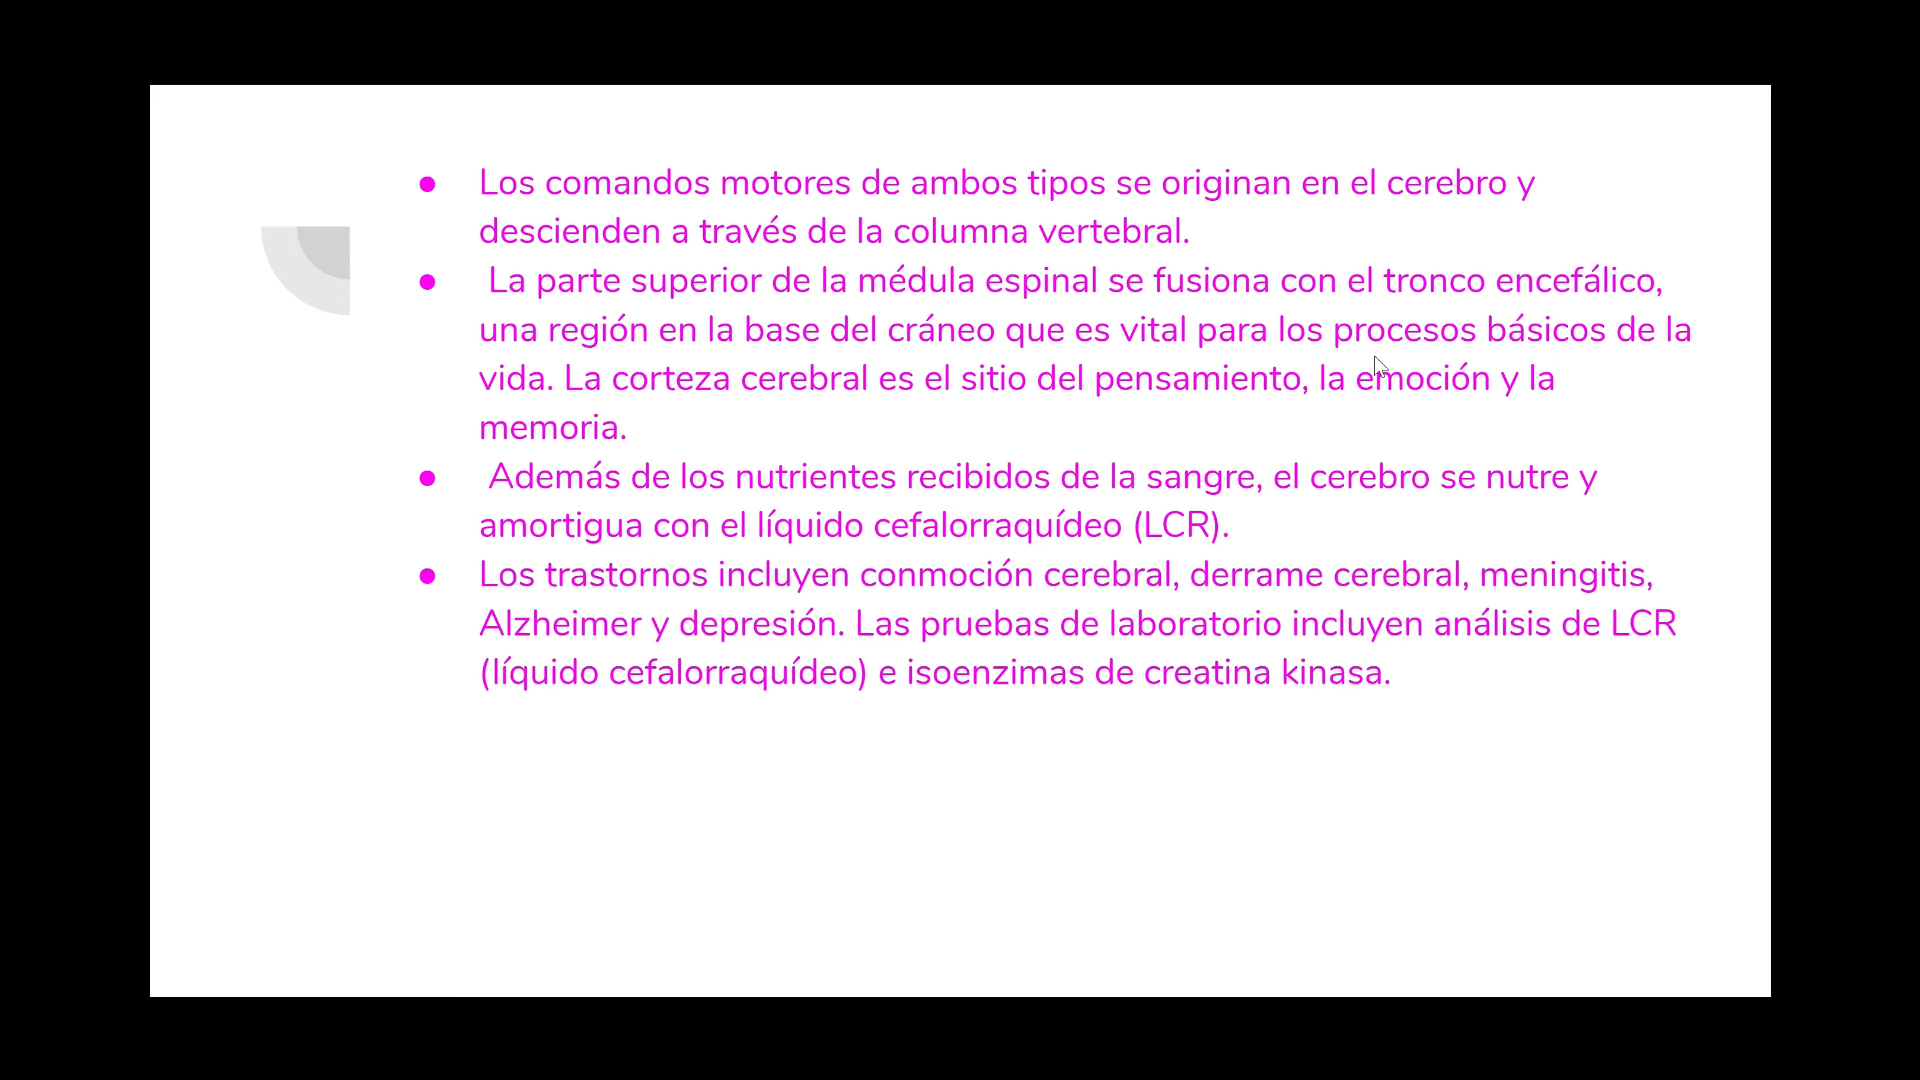 ● Los comandos motores de ambos tipos se originan en el cerebro y
descienden a través de la columna vertebral.
● La parte superior de la médula espinal se fusiona con el tronco encefálico,
una región en la base del cráneo que es vital para los procesos básicos de la
vida. La corteza cerebral es el sitio del pensamiento, la emoción y la
memoria.
● Además de los nutrientes recibidos de la sangre, el cerebro se nutre y
amortigua con el líquido cefalorraquídeo (LCR).
● Los trastornos incluyen conmoción cerebral, derrame cerebral, meningitis,
Alzheimer y depresión. Las pruebas de laboratorio incluyen análisis de LCR
(líquido cefalorraquídeo) e isoenzimas de creatina kinasa.